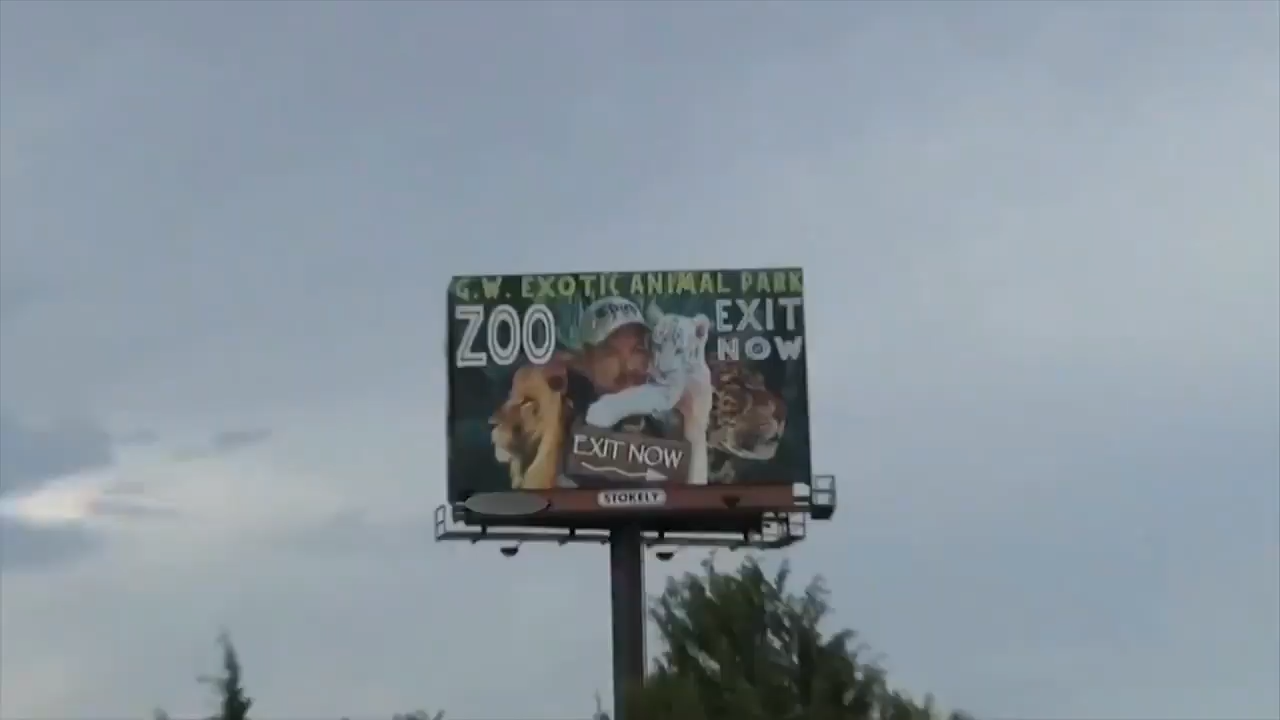 G.W. EXOTIC ANIMAL PARK
ZOO
EXIT
NOW
EXIT NOW
STOKELY